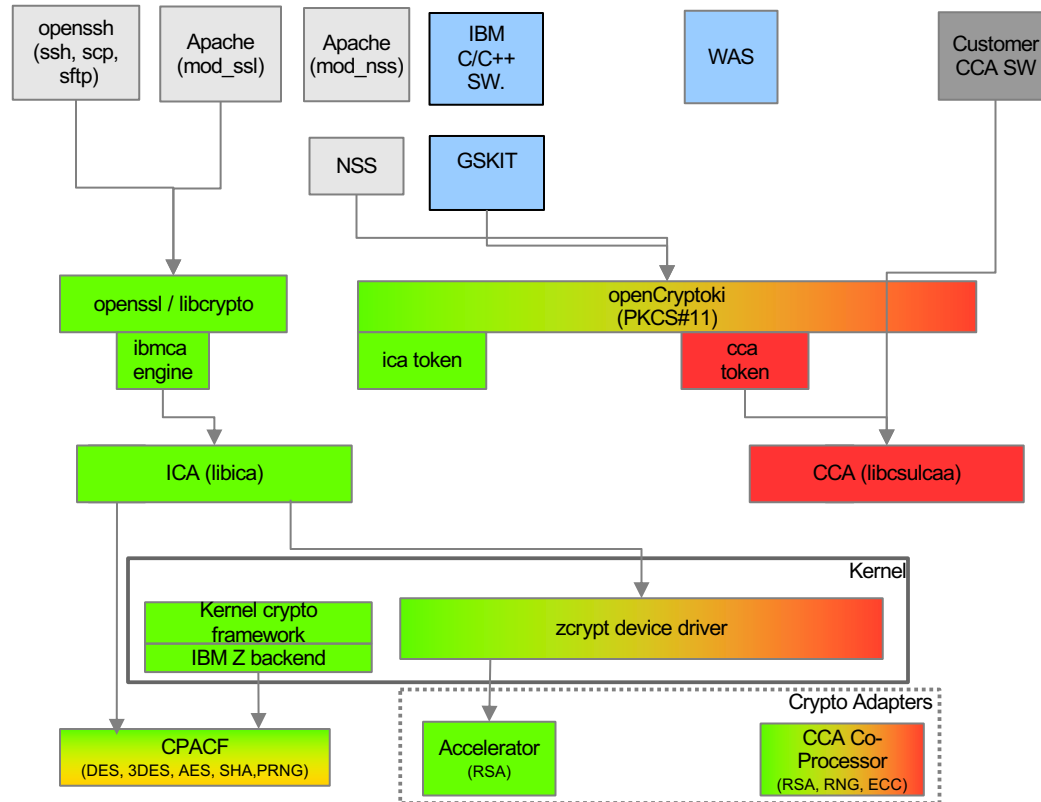 openssh
(ssh, scp,
sftp)
Apache
(mod_ssl)
Apache
(mod_nss)
IBM
C/C++
SW.
WAS
Customer
CCA SW
NSS
GSKIT
openssl / libcrypto
openCryptoki
(PKCS#11)
ibmca
engine
ica token
cca
token
ICA (libica)
CCA (libcsulcaa)
Kernel
Kernel crypto
framework
IBM Z backend
zcrypt device driver
Crypto Adapters
CPACF
(DES, 3DES, AES, SHA,PRNG)
Accelerator
(RSA)
CCA Co-
Processor
(RSA, RNG, ECC)